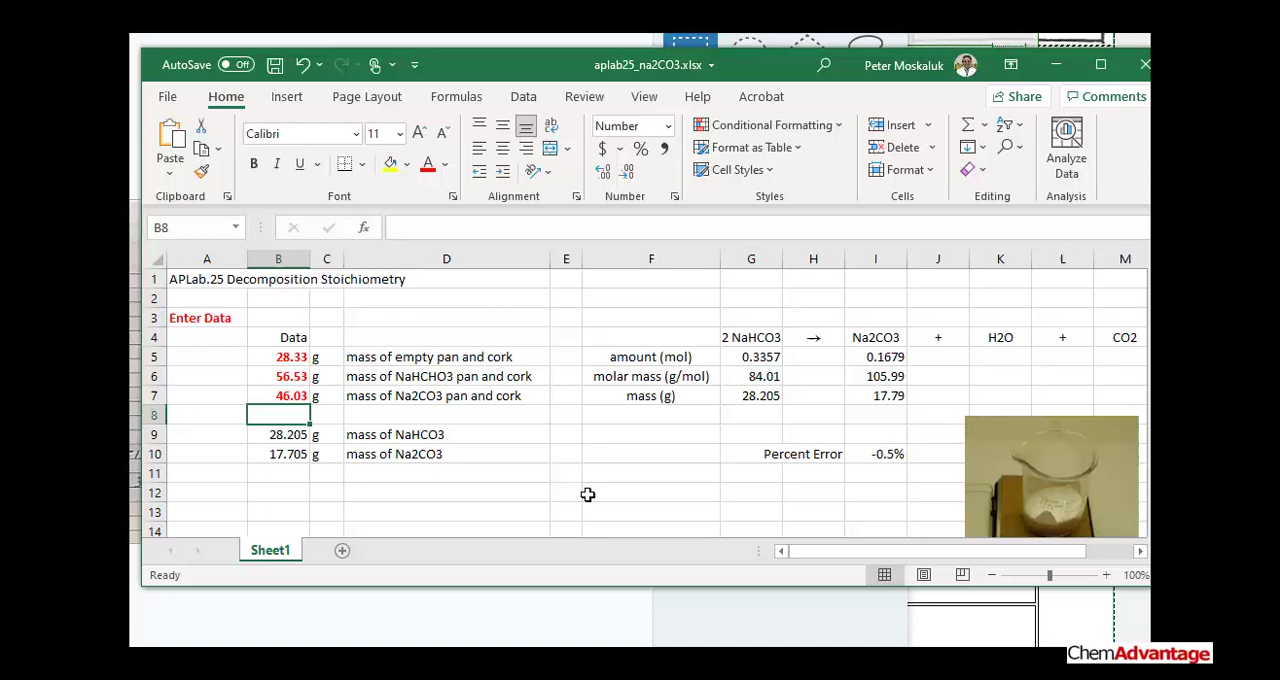 AutoSave Off aplab25_na2CO3.xlsx Peter Moskaluk
File Home Insert Page Layout Formulas Data Review View Help Acrobat Share Comments
Paste Calibri 11 A A ab Number Conditional Formatting Insert Analyze Data
B I U A $ % Format as Table Delete
Cell Styles Format
Clipboard Font Alignment Number Styles Cells Editing Analysis
B8 fx
A B C D E F G H I J K L M
1 APLab.25 Decomposition Stoichiometry
2
3 Enter Data
4 Data 2 NaHCO3 → Na2CO3 + H2O + CO2
5 28.33 g mass of empty pan and cork amount (mol) 0.3357 0.1679
6 56.53 g mass of NaHCHO3 pan and cork molar mass (g/mol) 84.01 105.99
7 46.03 g mass of Na2CO3 pan and cork mass (g) 28.205 17.79
8
9 28.205 g mass of NaHCO3
10 17.705 g mass of Na2CO3 Percent Error -0.5%
11
12
13
14
Sheet1
Ready 100%
ChemAdvantage